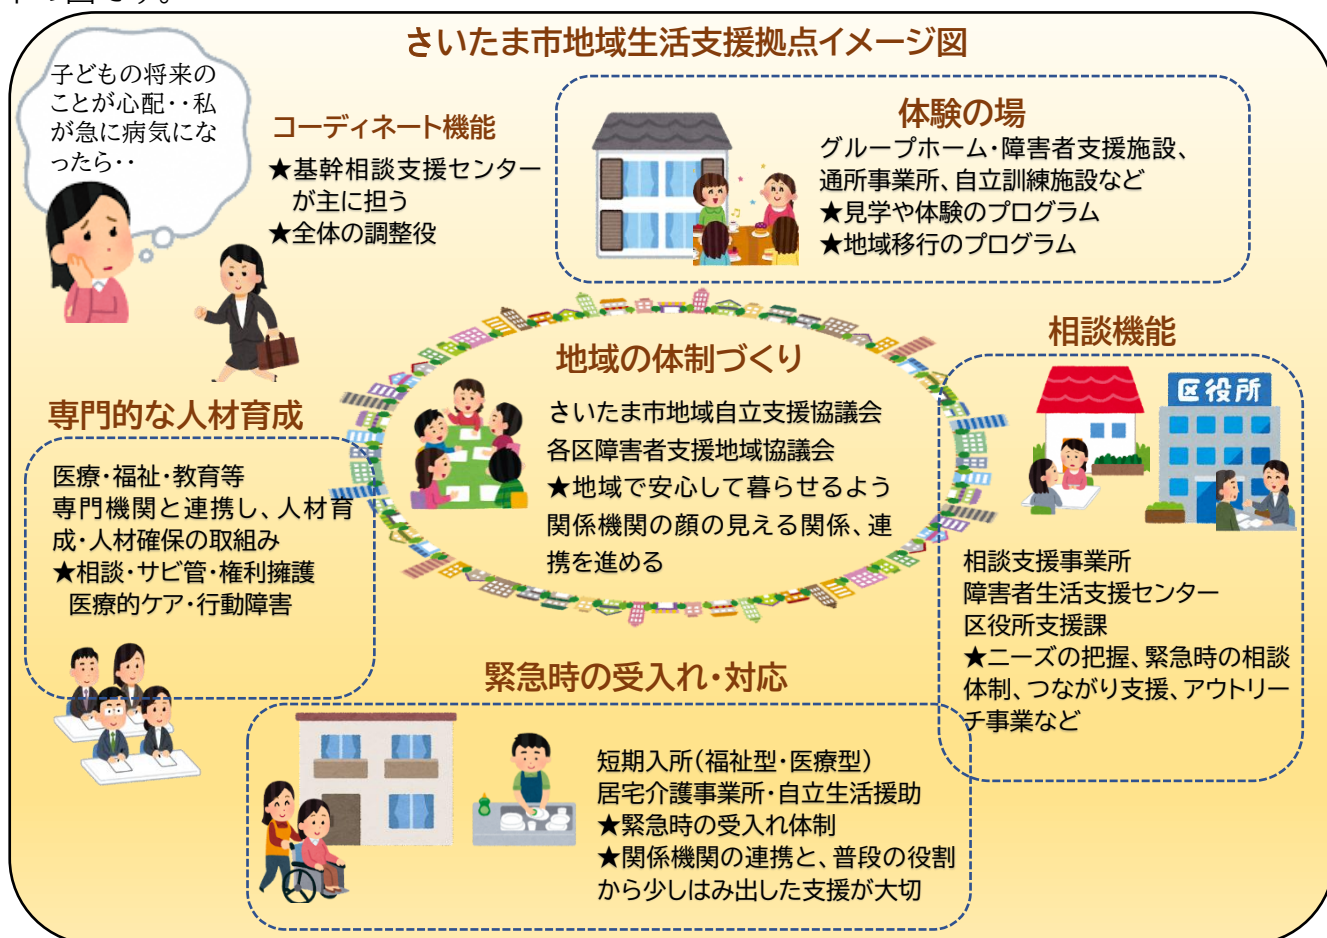 さいたま市地域生活支援拠点イメージ図
子どもの将来の
ことが心配・・私
が急に病気にな
ったら・・
コーディネート機能
★基幹相談支援センター
が主に担う
★全体の調整役
体験の場
グループホーム・障害者支援施設、
通所事業所、自立訓練施設など
★見学や体験のプログラム
★地域移行のプログラム
地域の体制づくり
さいたま市地域自立支援協議会
各区障害者支援地域協議会
★地域で安心して暮らせるよう
関係機関の顔の見える関係、連
携を進める
相談機能
区役所
相談支援事業所
障害者生活支援センター
区役所支援課
★ニーズの把握、緊急時の相談
体制、つながり支援、アウトリー
チ事業など
専門的な人材育成
医療・福祉・教育等
専門機関と連携し、人材育
成・人材確保の取組み
★相談・サビ管・権利擁護
医療的ケア・行動障害
緊急時の受入れ・対応
短期入所（福祉型・医療型）
居宅介護事業所・自立生活援助
★緊急時の受入れ体制
★関係機関の連携と、普段の役割
から少しはみ出した支援が大切